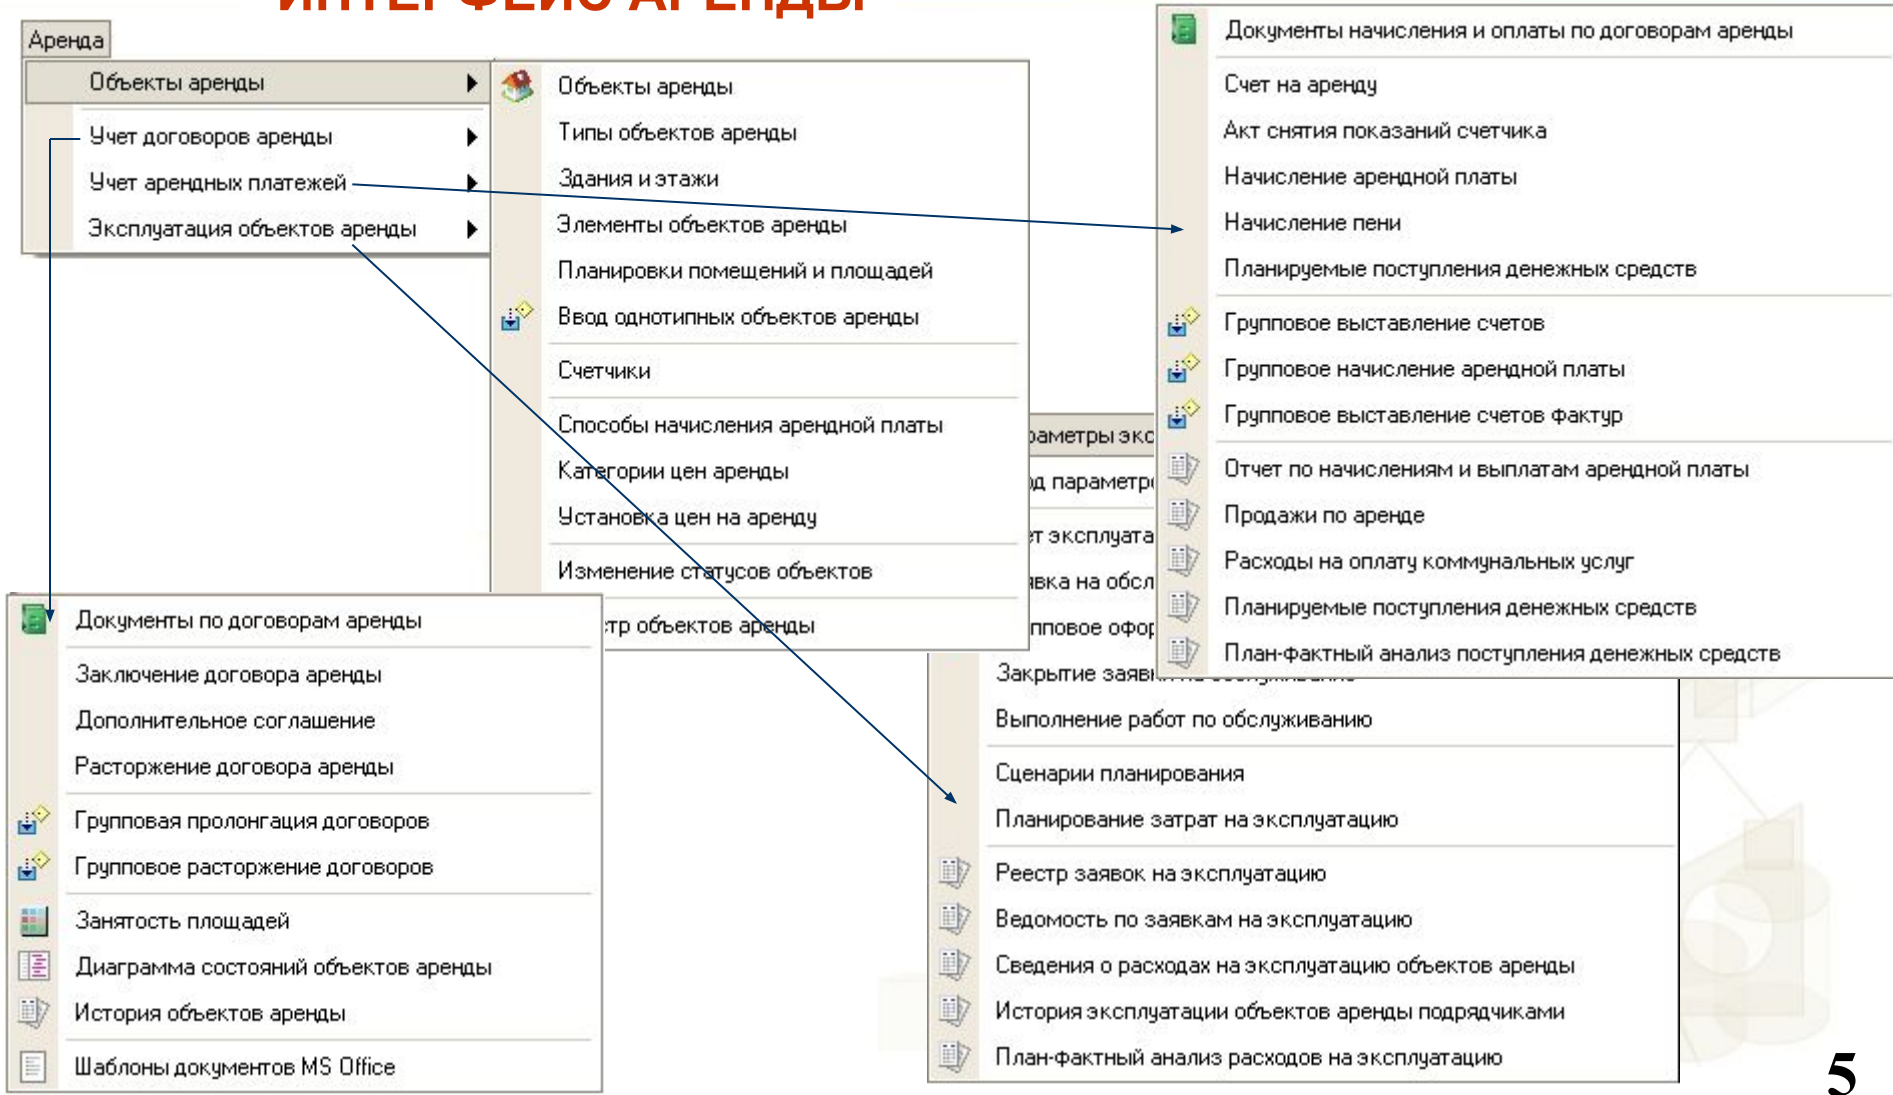 ИНТЕРФЕЙС АРЕНДЫ
Аренда
Объекты аренды
Учет договоров аренды
Учет арендных платежей
Эксплуатация объектов аренды
Объекты аренды
Типы объектов аренды
Здания и этажи
Элементы объектов аренды
Планировки помещений и площадей
Ввод однотипных объектов аренды
Счетчики
Способы начисления арендной платы
Категории цен аренды
Установка цен на аренду
Изменение статусов объектов
объектов аренды
Документы начисления и оплаты по договорам аренды
Счет на аренду
Акт снятия показаний счетчика
Начисление арендной платы
Начисление пени
Планируемые поступления денежных средств
Групповое выставление счетов
Групповое начисление арендной платы
Групповое выставление счетов фактур
Отчет по начислениям и выплатам арендной платы
Продажи по аренде
Расходы на оплату коммунальных услуг
Планируемые поступления денежных средств
План-фактный анализ поступления денежных средств
Документы по договорам аренды
Заключение договора аренды
Дополнительное соглашение
Расторжение договора аренды
Групповая пролонгация договоров
Групповое расторжение договоров
Занятость площадей
Диаграмма состояний объектов аренды
История объектов аренды
Шаблоны документов MS Office
Закрытие заявки на обслуживание
Выполнение работ по обслуживанию
Сценарии планирования
Планирование затрат на эксплуатацию
Реестр заявок на эксплуатацию
Ведомость по заявкам на эксплуатацию
Сведения о расходах на эксплуатацию объектов аренды
История эксплуатации объектов аренды подрядчиками
План-фактный анализ расходов на эксплуатацию
5